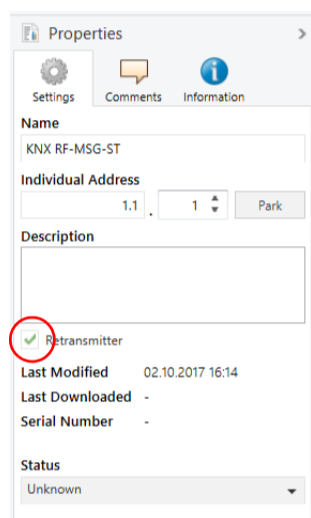 Properties
Settings Comments Information
Name
KNX RF-MSG-ST
Individual Address
1.1 . 1 Park
Description
Retransmitter
Last Modified 02.10.2017 16:14
Last Downloaded -
Serial Number -
Status
Unknown